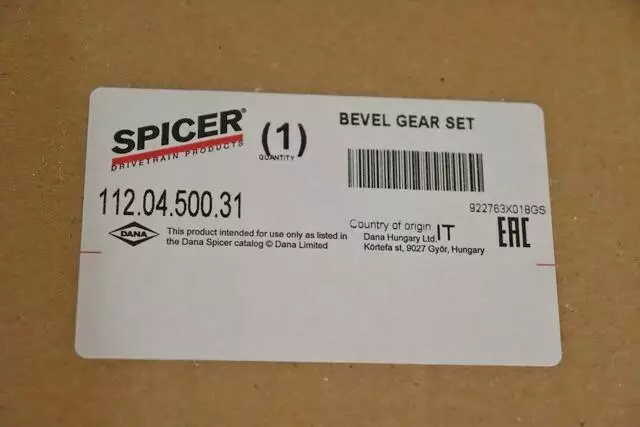 SPICER®
DRIVETRAIN PRODUCTS
(1)
QUANTITY
BEVEL GEAR SET
112.04.500.31
922763X018GS
DANA
This product intended for use only as listed in
the Dana Spicer catalog © Dana Limited
Country of origin IT
Dana Hungary Ltd.
Körtefa st, 9027 Győr, Hungary
EAC